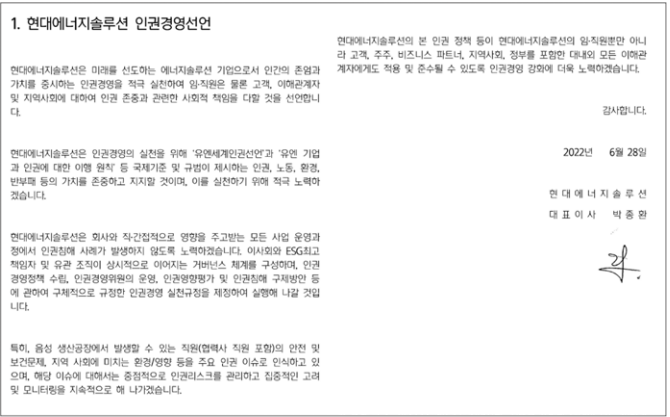 1. 현대에너지솔루션 인권경영선언
현대에너지솔루션은 미래를 선도하는 에너지솔루션 기업으로서 인간의 존엄과
가치를 중시하는 인권경영을 적극 실천하여 임·직원은 물론 고객, 이해관계자
및 지역사회에 대하여 인권 존중과 관련한 사회적 책임을 다할 것을 선언합니
다.
현대에너지솔루션은 인권경영의 실천을 위해 '유엔세계인권선언'과 '유엔 기업
과 인권에 대한 이행 원칙' 등 국제기준 및 규범이 제시하는 인권, 노동, 환경,
반부패 등의 가치를 존중하고 지지할 것이며, 이를 실천하기 위해 적극 노력하
겠습니다.
현대에너지솔루션은 회사와 직·간접적으로 영향을 주고받는 모든 사업 운영과
정에서 인권침해 사례가 발생하지 않도록 노력하겠습니다. 이사회와 ESG최고
책임자 및 유관 조직이 상시적으로 이어지는 거버넌스 체계를 구성하며, 인권
경영정책 수립, 인권경영위원회의 운영, 인권영향평가 및 인권침해 구제방안 등
에 관하여 구체적으로 규정한 인권경영 실천규정을 제정하여 실행해 나갈 것입
니다.
특히, 음성 생산공장에서 발생할 수 있는 직원(협력사 직원 포함)의 안전 및
보건문제, 지역 사회에 미치는 환경/영향 등을 주요 인권 이슈로 인식하고 있
으며, 해당 이슈에 대해서는 중점적으로 인권리스크를 관리하고 집중적인 고려
및 모니터링을 지속적으로 해 나가겠습니다.
현대에너지솔루션의 본 인권 정책 등이 현대에너지솔루션의 임·직원뿐만 아니
라 고객, 주주, 비즈니스 파트너, 지역사회, 정부를 포함한 대내외 모든 이해관
계자에게도 적용 및 준수될 수 있도록 인권경영 강화에 더욱 노력하겠습니다.
감사합니다.
2022년 6월 28일
현대에너지솔루션
대표이사 박종환